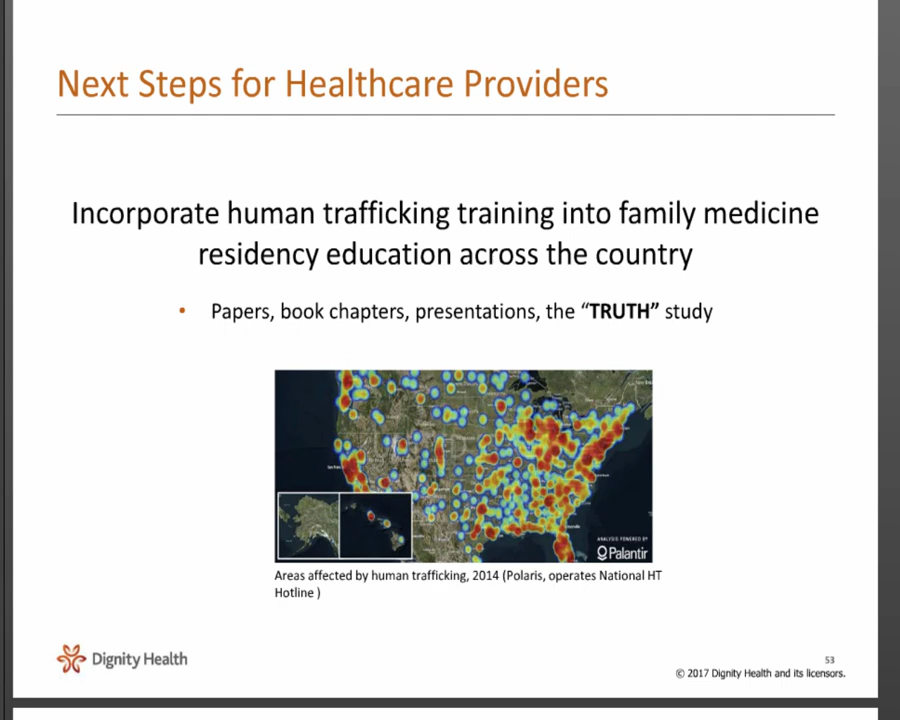 Next Steps for Healthcare Providers
Incorporate human trafficking training into family medicine
residency education across the country
• Papers, book chapters, presentations, the “TRUTH” study
ANALYSIS POWERED BY
Palantir
Areas affected by human trafficking, 2014 (Polaris, operates National HT
Hotline )
Dignity Health
53
© 2017 Dignity Health and its licensors.